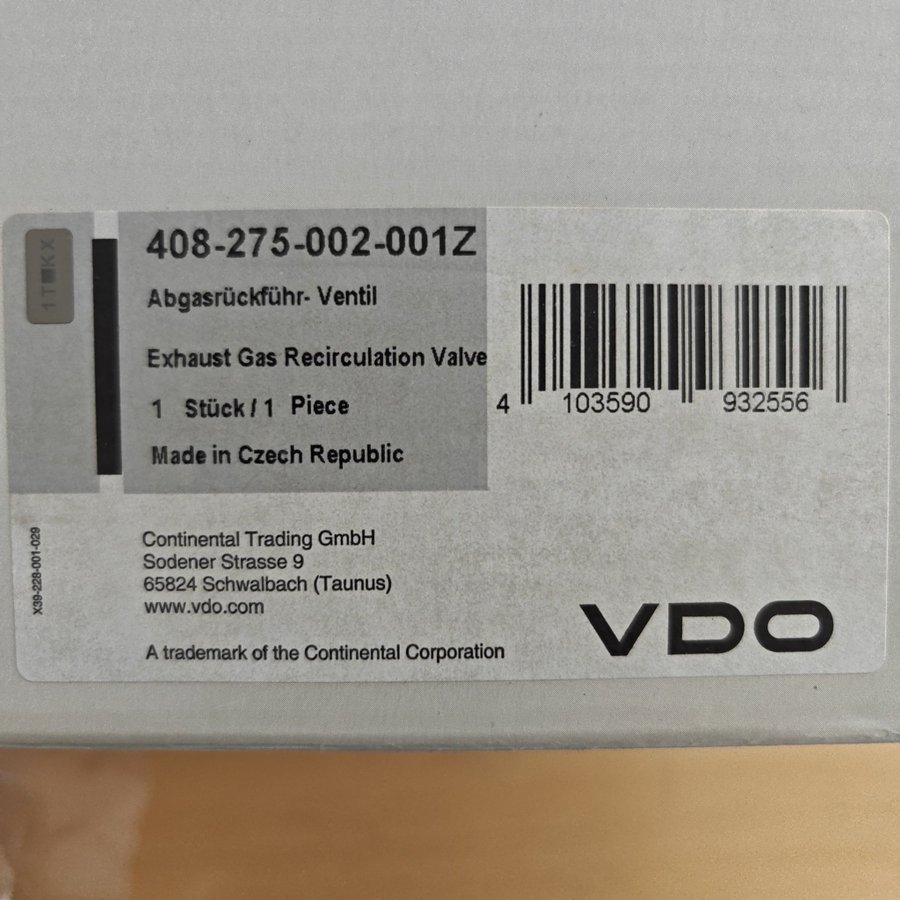 408-275-002-001Z
Abgasrückführ- Ventil
Exhaust Gas Recirculation Valve
1 Stück / 1 Piece
Made in Czech Republic
4 103590 932556
Continental Trading GmbH
Sodener Strasse 9
65824 Schwalbach (Taunus)
www.vdo.com
A trademark of the Continental Corporation
VDO
X39-228-001-029